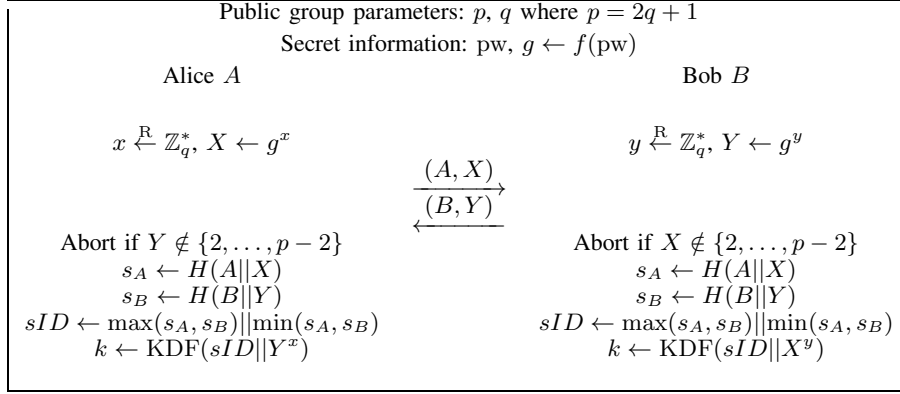 Public group parameters: p, q where p = 2q + 1
Secret information: pw, g ← f(pw)
Alice A Bob B
x ←R ℤ*_q, X ← g^x y ←R ℤ*_q, Y ← g^y
(A, X)
(B, Y)
Abort if Y ∉ {2, . . . , p − 2} Abort if X ∉ {2, . . . , p − 2}
s_A ← H(A||X) s_A ← H(A||X)
s_B ← H(B||Y) s_B ← H(B||Y)
sID ← max(s_A, s_B)||min(s_A, s_B) sID ← max(s_A, s_B)||min(s_A, s_B)
k ← KDF(sID||Y^x) k ← KDF(sID||X^y)